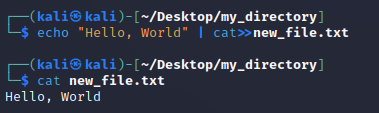 ┌──(kali㉿kali)-[~/Desktop/my_directory]
└─$ echo "Hello, World" | cat>>new_file.txt
┌──(kali㉿kali)-[~/Desktop/my_directory]
└─$ cat new_file.txt
Hello, World